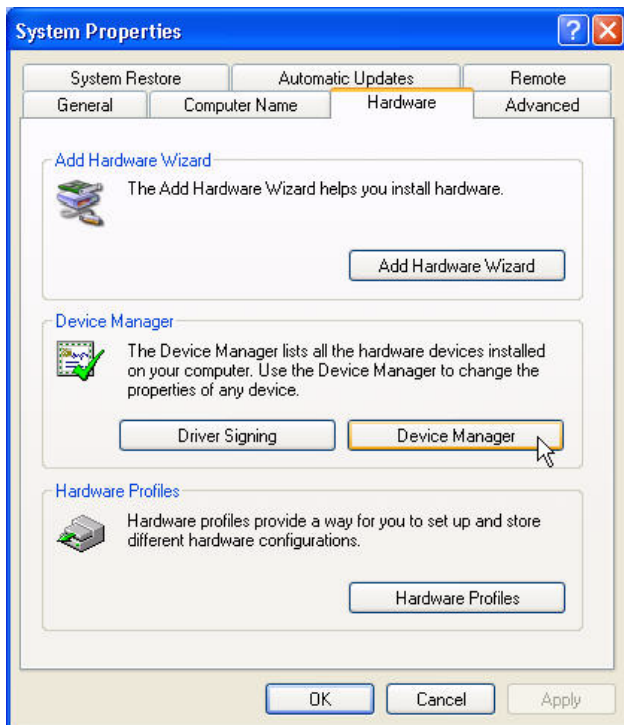 System Properties
System Restore Automatic Updates Remote
General Computer Name Hardware Advanced
Add Hardware Wizard
The Add Hardware Wizard helps you install hardware.
Add Hardware Wizard
Device Manager
The Device Manager lists all the hardware devices installed
on your computer. Use the Device Manager to change the
properties of any device.
Driver Signing Device Manager
Hardware Profiles
Hardware profiles provide a way for you to set up and store
different hardware configurations.
Hardware Profiles
OK Cancel Apply